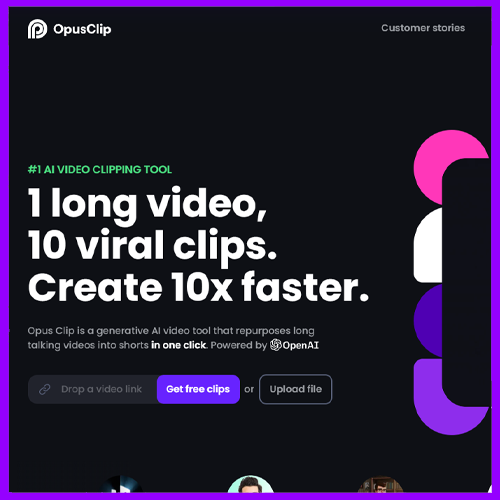 OpusClip
Customer stories
#1 AI VIDEO CLIPPING TOOL
1 long video,
10 viral clips.
Create 10x faster.
Opus Clip is a generative AI video tool that repurposes long
talking videos into shorts in one click. Powered by OpenAI
Drop a video link
Get free clips
or
Upload file